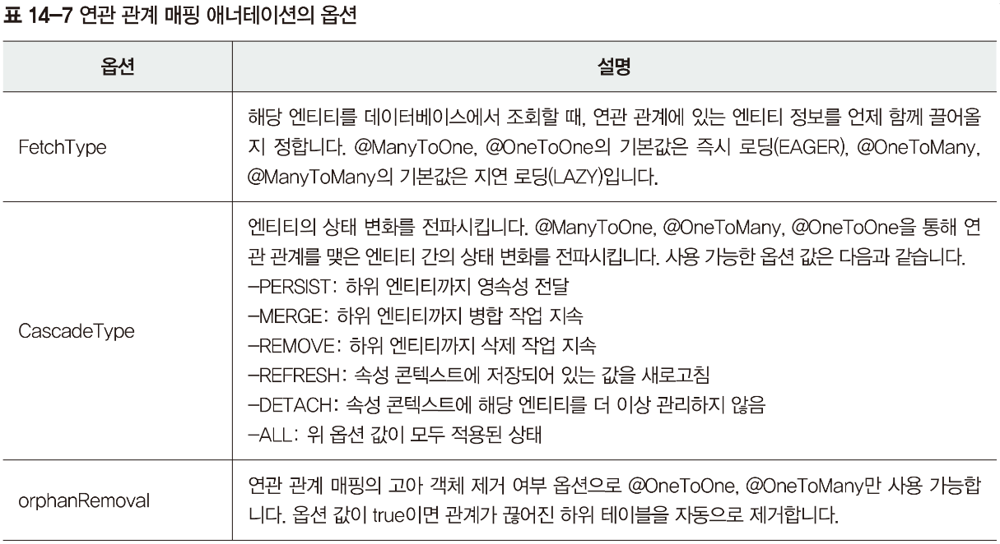 표 14-7 연관 관계 매핑 애너테이션의 옵션
옵션
설명
FetchType
해당 엔티티를 데이터베이스에서 조회할 때, 연관 관계에 있는 엔티티 정보를 언제 함께 끌어올
지 정합니다. @ManyToOne, @OneToOne의 기본값은 즉시 로딩(EAGER), @OneToMany,
@ManyToMany의 기본값은 지연 로딩(LAZY)입니다.
CascadeType
엔티티의 상태 변화를 전파시킵니다. @ManyToOne, @OneToMany, @OneToOne을 통해 연
관 관계를 맺은 엔티티 간의 상태 변화를 전파시킵니다. 사용 가능한 옵션 값은 다음과 같습니다.
-PERSIST: 하위 엔티티까지 영속성 전달
-MERGE: 하위 엔티티까지 병합 작업 지속
-REMOVE: 하위 엔티티까지 삭제 작업 지속
-REFRESH: 속성 콘텍스트에 저장되어 있는 값을 새로고침
-DETACH: 속성 콘텍스트에 해당 엔티티를 더 이상 관리하지 않음
-ALL: 위 옵션 값이 모두 적용된 상태
orphanRemoval
연관 관계 매핑의 고아 객체 제거 여부 옵션으로 @OneToOne, @OneToMany만 사용 가능합
니다. 옵션 값이 true이면 관계가 끊어진 하위 테이블을 자동으로 제거합니다.